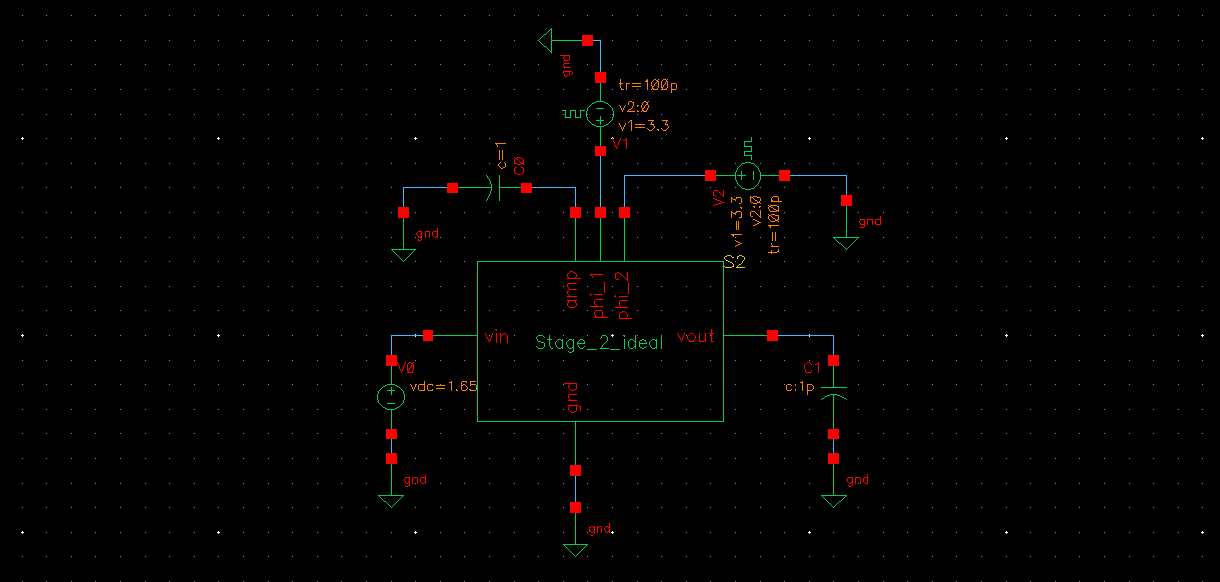 gnd
tr=100p
v2:0
v1=3.3
V1
c=1
C0
gnd
V2
v1=3.3
v2:0
tr=100p
gnd
S2
amp
phi_1
phi_2
vin
Stage_2_ideal
vout
gnd
V0
vdc=1.65
C1
c:1p
gnd
gnd
gnd